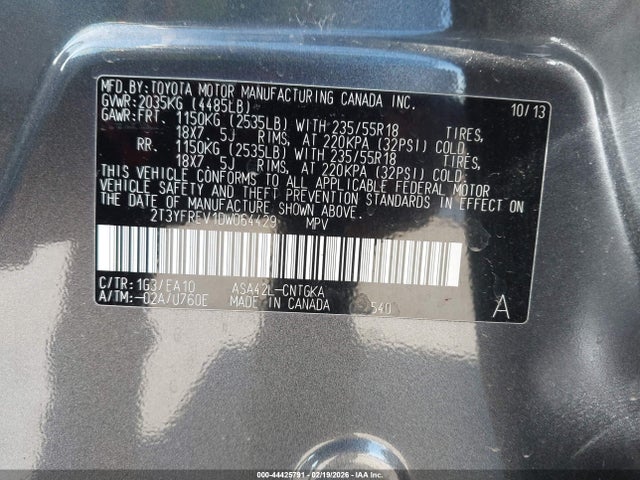 MFD.BY:TOYOTA MOTOR MANUFACTURING CANADA INC.
GVWR:2035KG (4485LB) 10/13
GAWR:FRT. 1150KG (2535LB) WITH 235/55R18 TIRES,
18X7. 5J RIMS, AT 220KPA (32PSI) COLD.
RR. 1150KG (2535LB) WITH 235/55R18 TIRES,
18X7. 5J RIMS, AT 220KPA (32PSI) COLD.
THIS VEHICLE CONFORMS TO ALL APPLICABLE FEDERAL MOTOR
VEHICLE SAFETY AND THEFT PREVENTION STANDARDS IN EFFECT ON
THE DATE OF MANUFACTURE SHOWN ABOVE.
2T3YFREV1DW064429 MPV
C/TR:1G3/EA10 ASA42L-CNTGKA
A/TM:-02A/U760E MADE IN CANADA 540 A
000-44425791 - 02/19/2026 - IAAI.COM